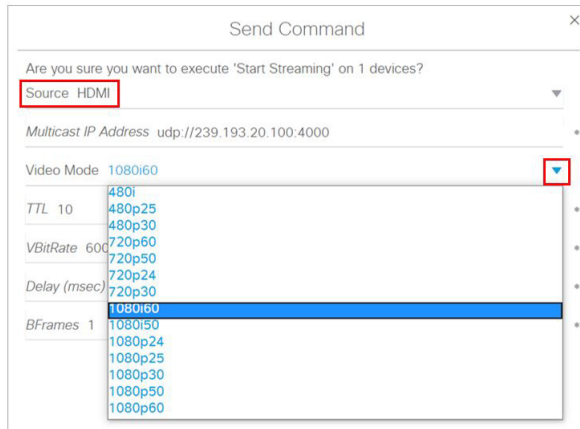 Send Command
Are you sure you want to execute 'Start Streaming' on 1 devices?
Source HDMI
Multicast IP Address udp://239.193.20.100:4000
Video Mode 1080i60
480i
480p25
TTL 10
480p30
720p60
VBitRate 600
720p50
720p24
Delay (msec)
720p30
1080i60
BFrames 1
1080i50
1080p24
1080p25
1080p30
1080p50
1080p60